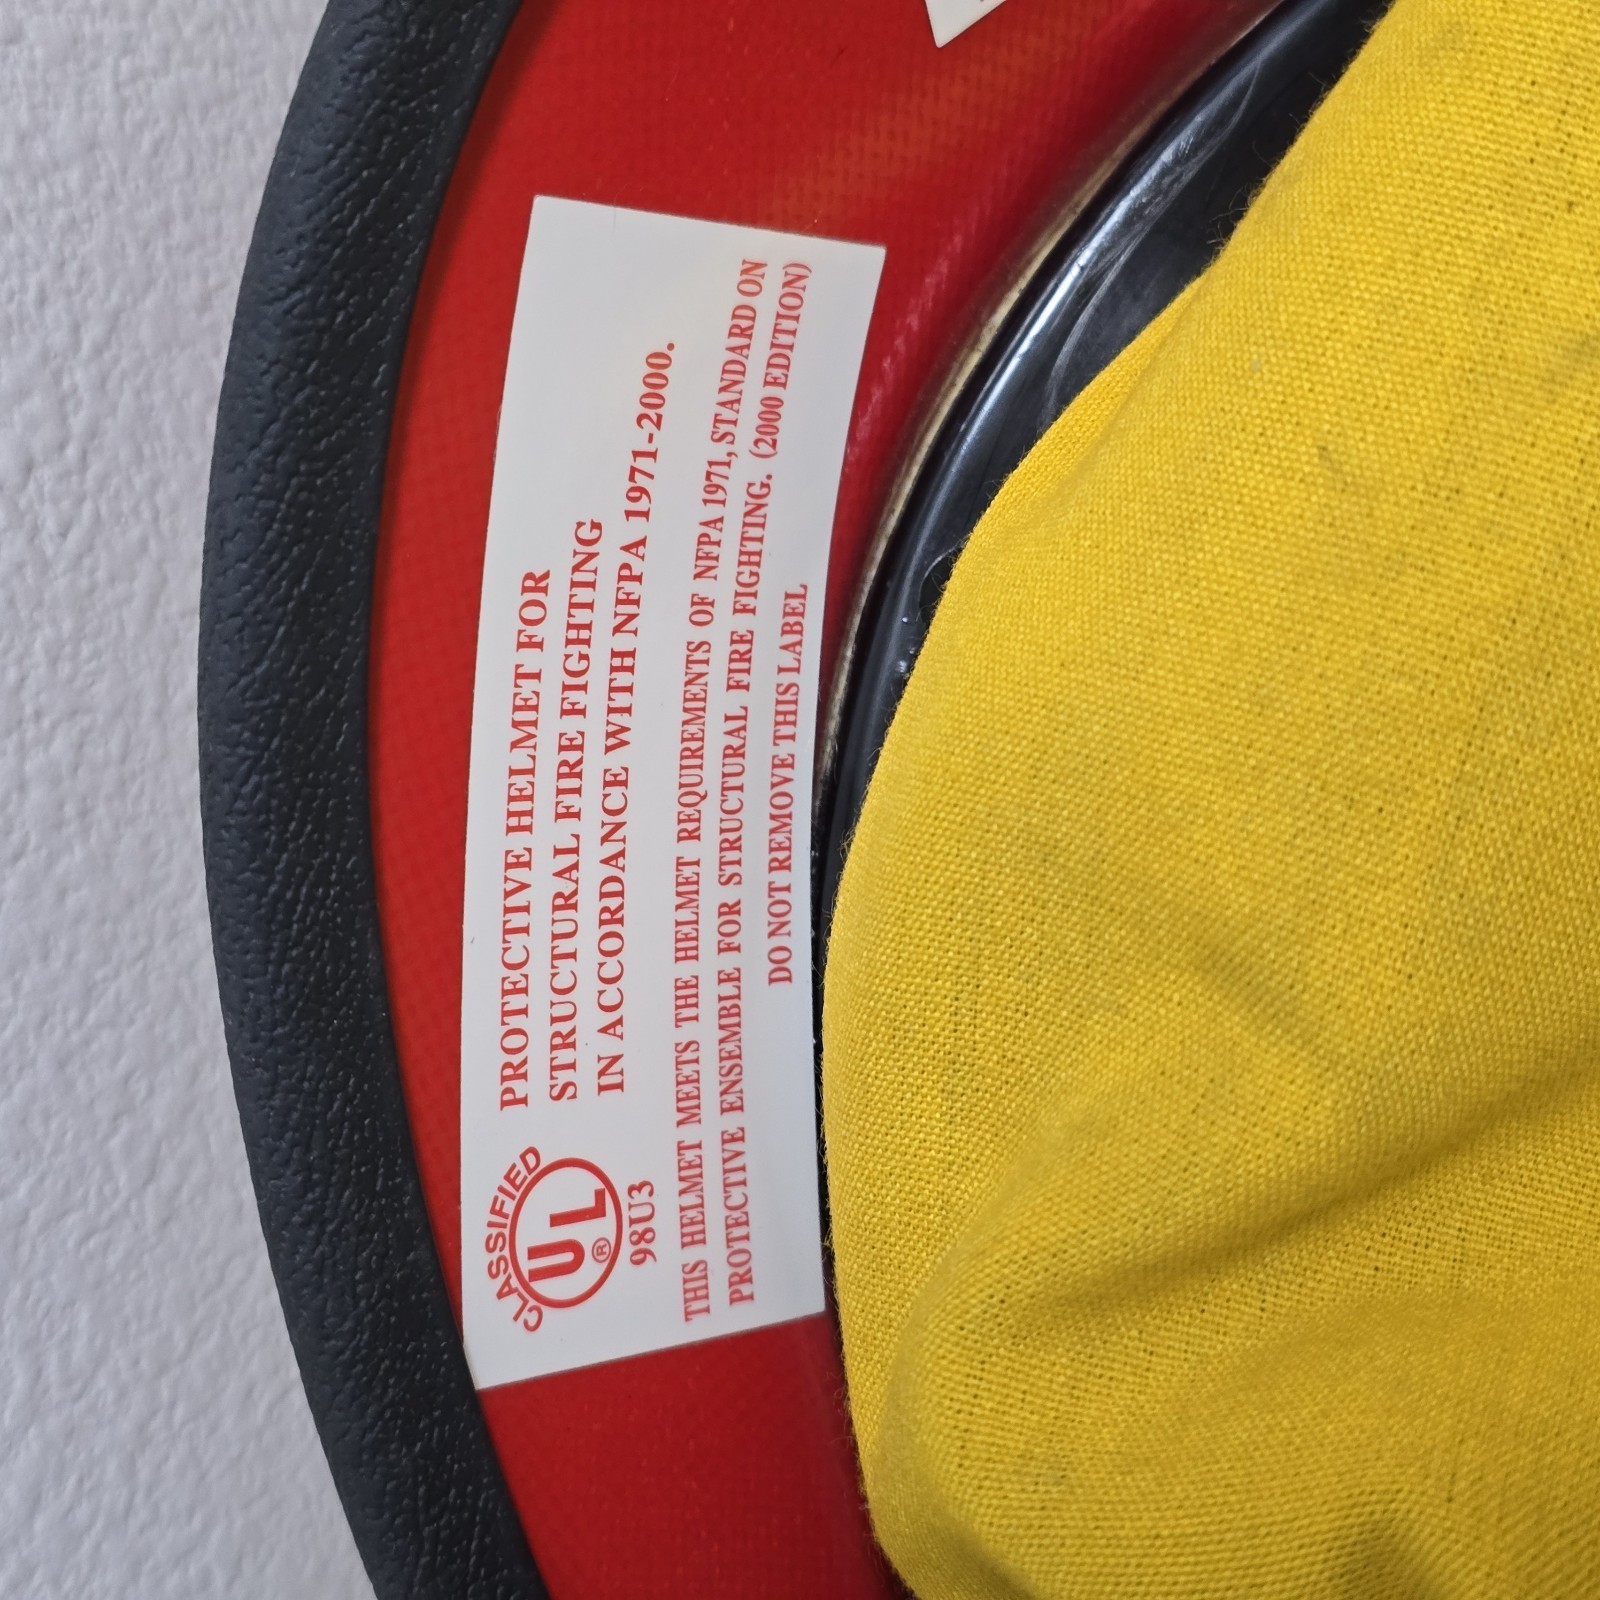 CLASSIFIED
UL®
98U3
PROTECTIVE HELMET FOR
STRUCTURAL FIRE FIGHTING
IN ACCORDANCE WITH NFPA 1971-2000.
THIS HELMET MEETS THE HELMET REQUIREMENTS OF NFPA 1971, STANDARD ON
PROTECTIVE ENSEMBLE FOR STRUCTURAL FIRE FIGHTING. (2000 EDITION)
DO NOT REMOVE THIS LABEL